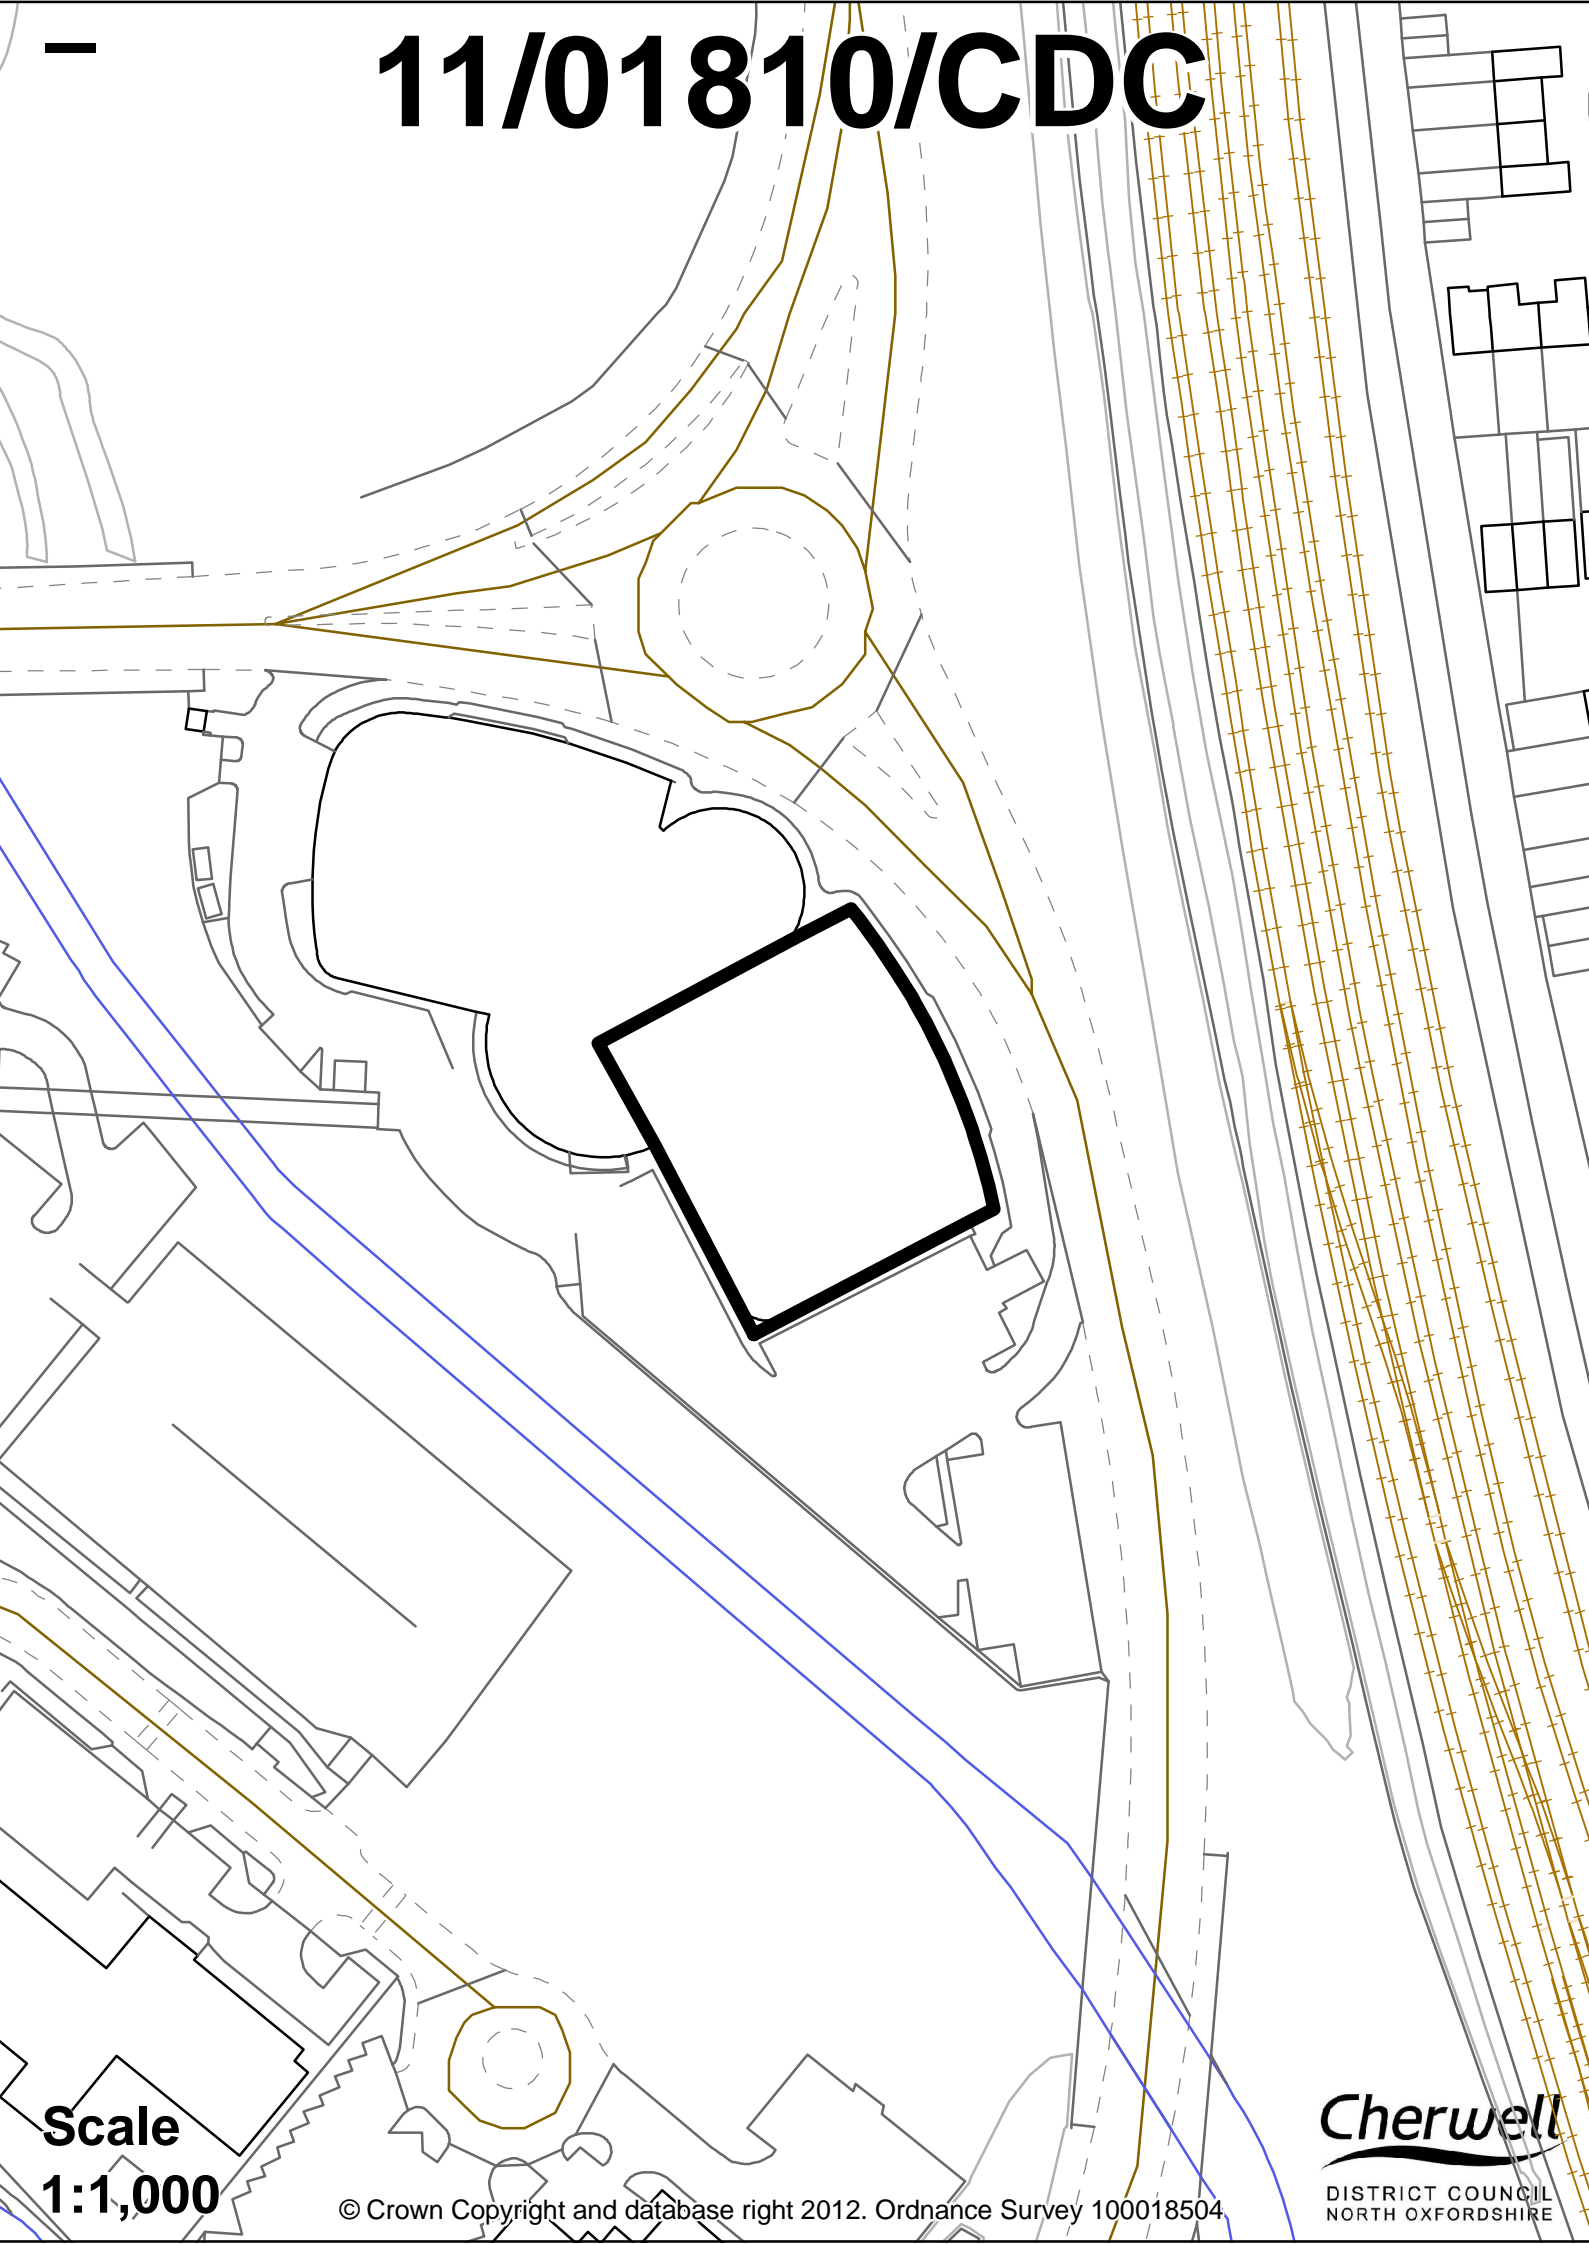 11/01810/CDC
Scale
1:1,000
© Crown Copyright and database right 2012. Ordnance Survey 100018504
Cherwell
DISTRICT COUNCIL
NORTH OXFORDSHIRE